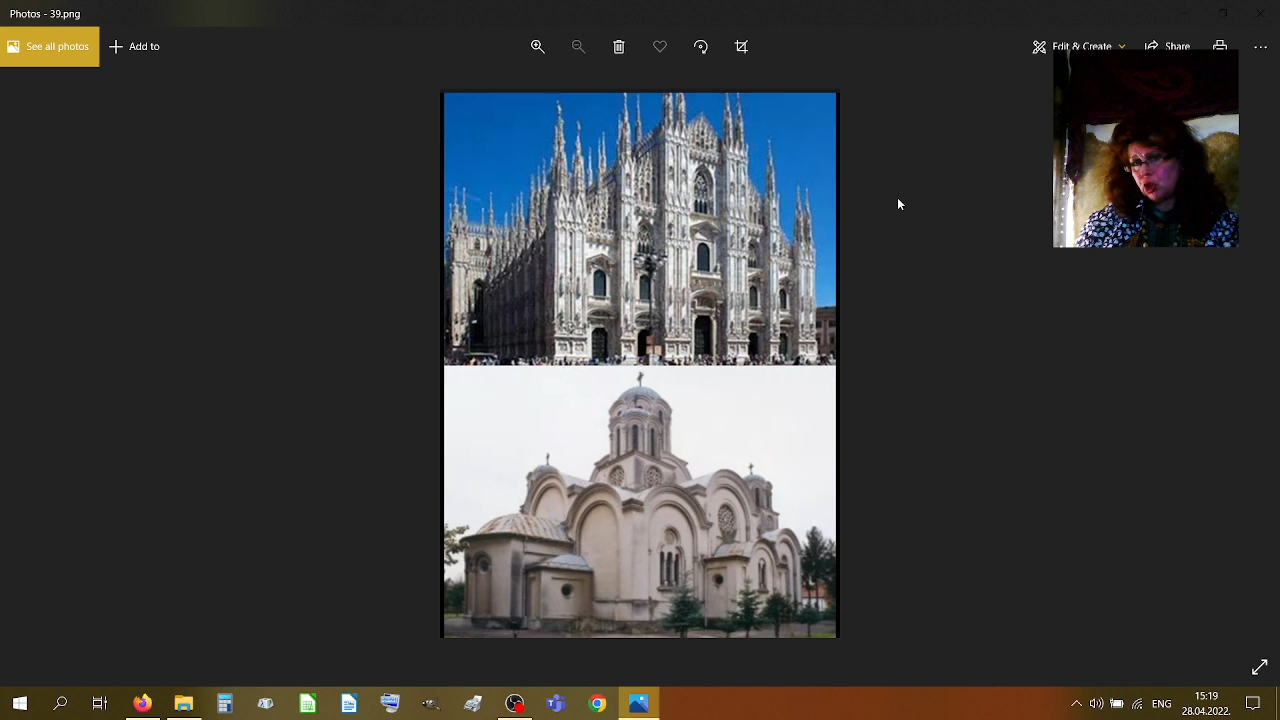 Photos - 39.png
See all photos
Add to
Edit & Create
Share
ENG
15:19
28.04.2022.